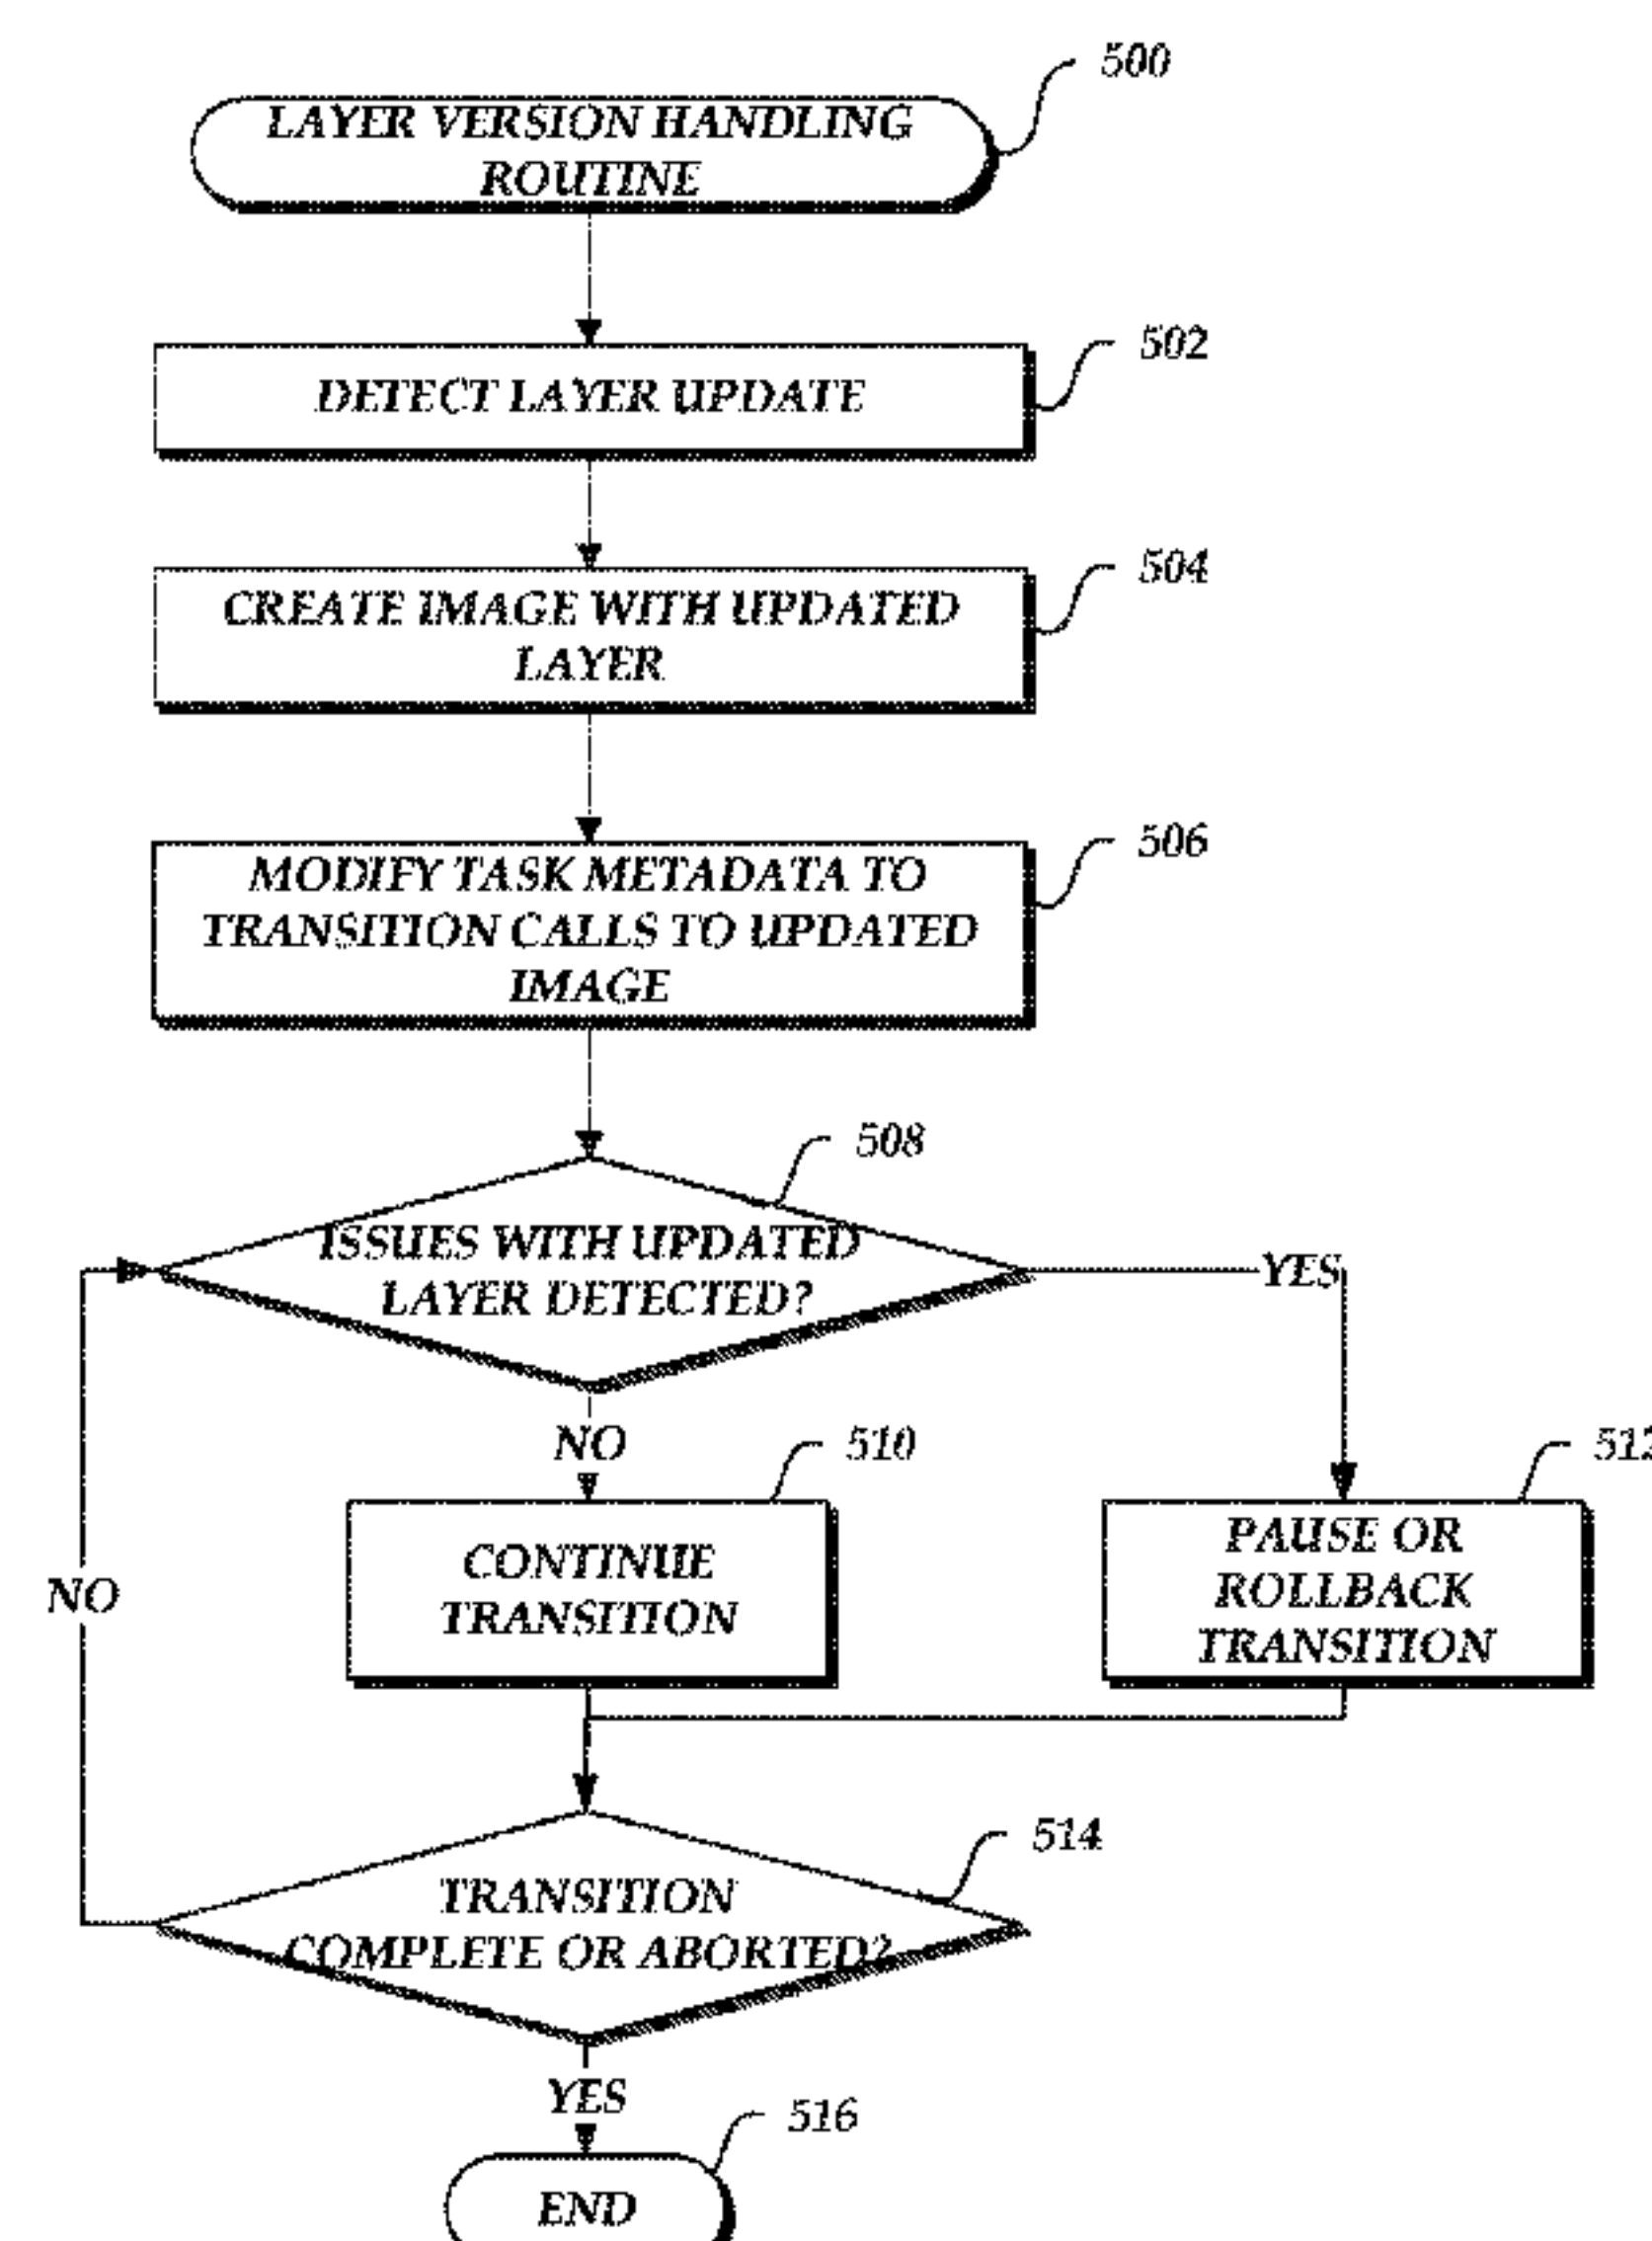 500
LAYER VERSION HANDLING
ROUTINE
502
DETECT LAYER UPDATE
504
CREATE IMAGE WITH UPDATED
LAYER
506
MODIFY TASK METADATA TO
TRANSITION CALLS TO UPDATED
IMAGE
508
ISSUES WITH UPDATED
LAYER DETECTED?
YES
NO
510
512
CONTINUE
TRANSITION
PAUSE OR
ROLLBACK
TRANSITION
NO
514
TRANSITION
COMPLETE OR ABORTED?
YES
516
END